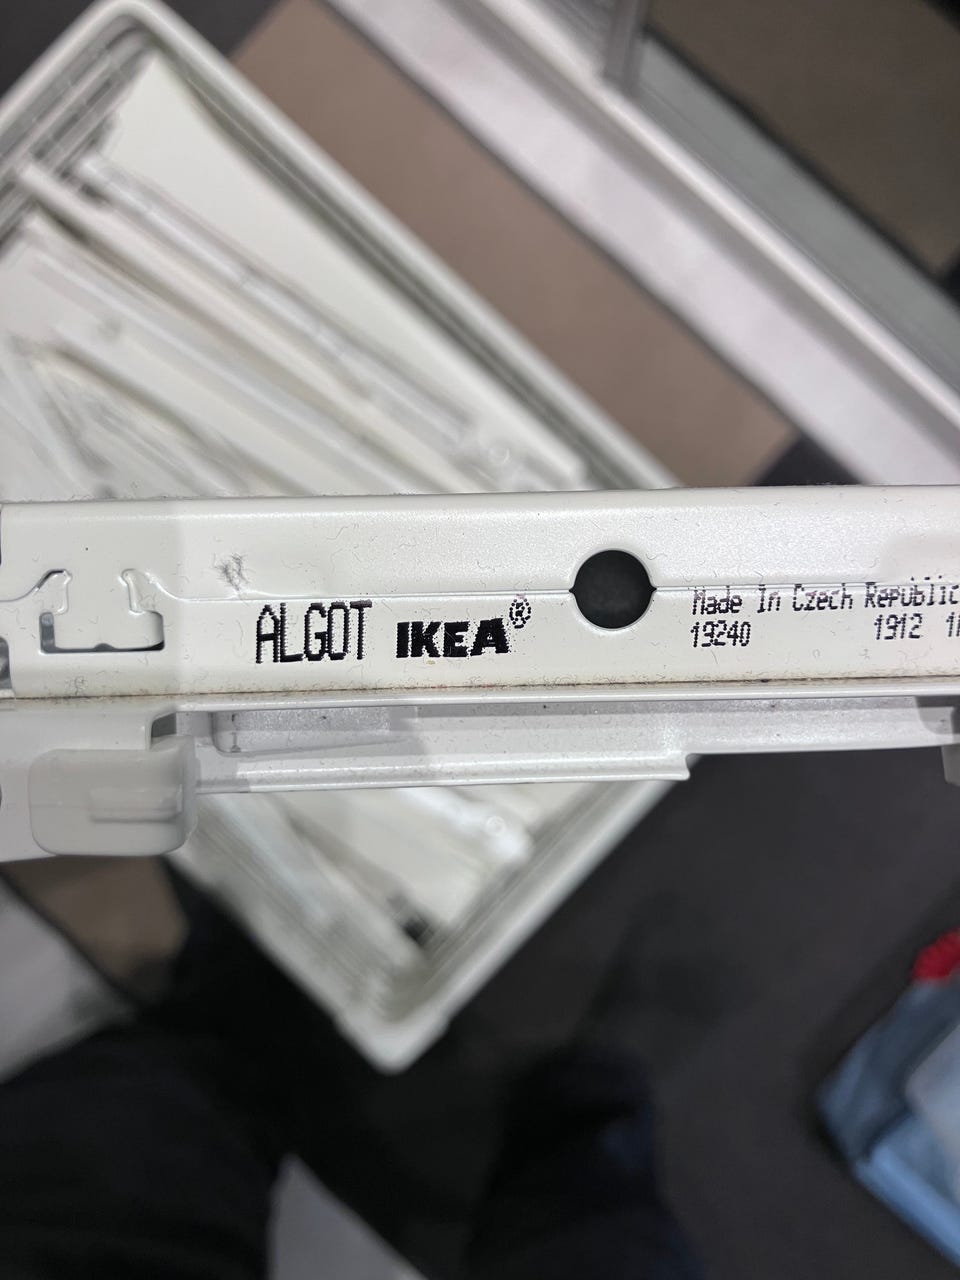 ALGOT IKEA®
Made In Czech Republic
19240 1912